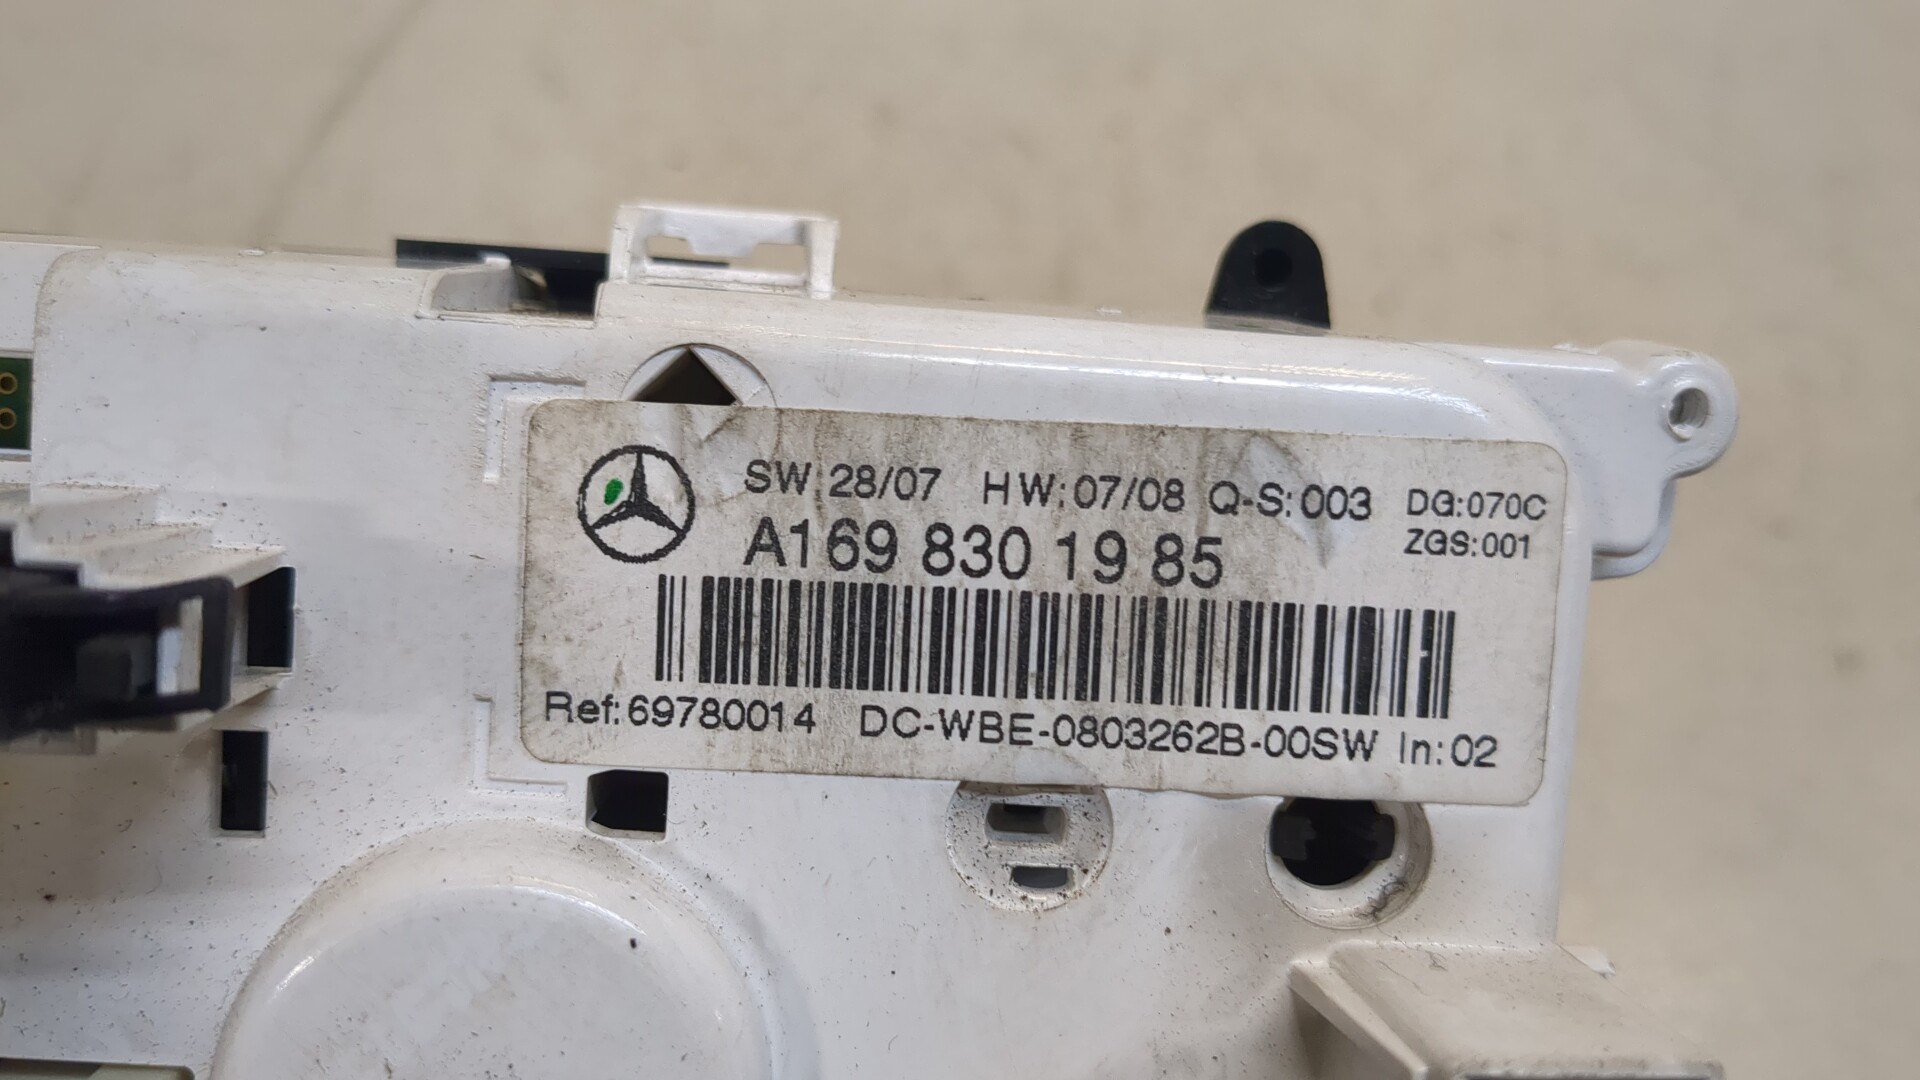 SW:28/07 HW:07/08 Q-S:003 DG:070C
A169 830 19 85 ZGS:001
Ref:69780014 DC-WBE-0803262B-00SW In:02